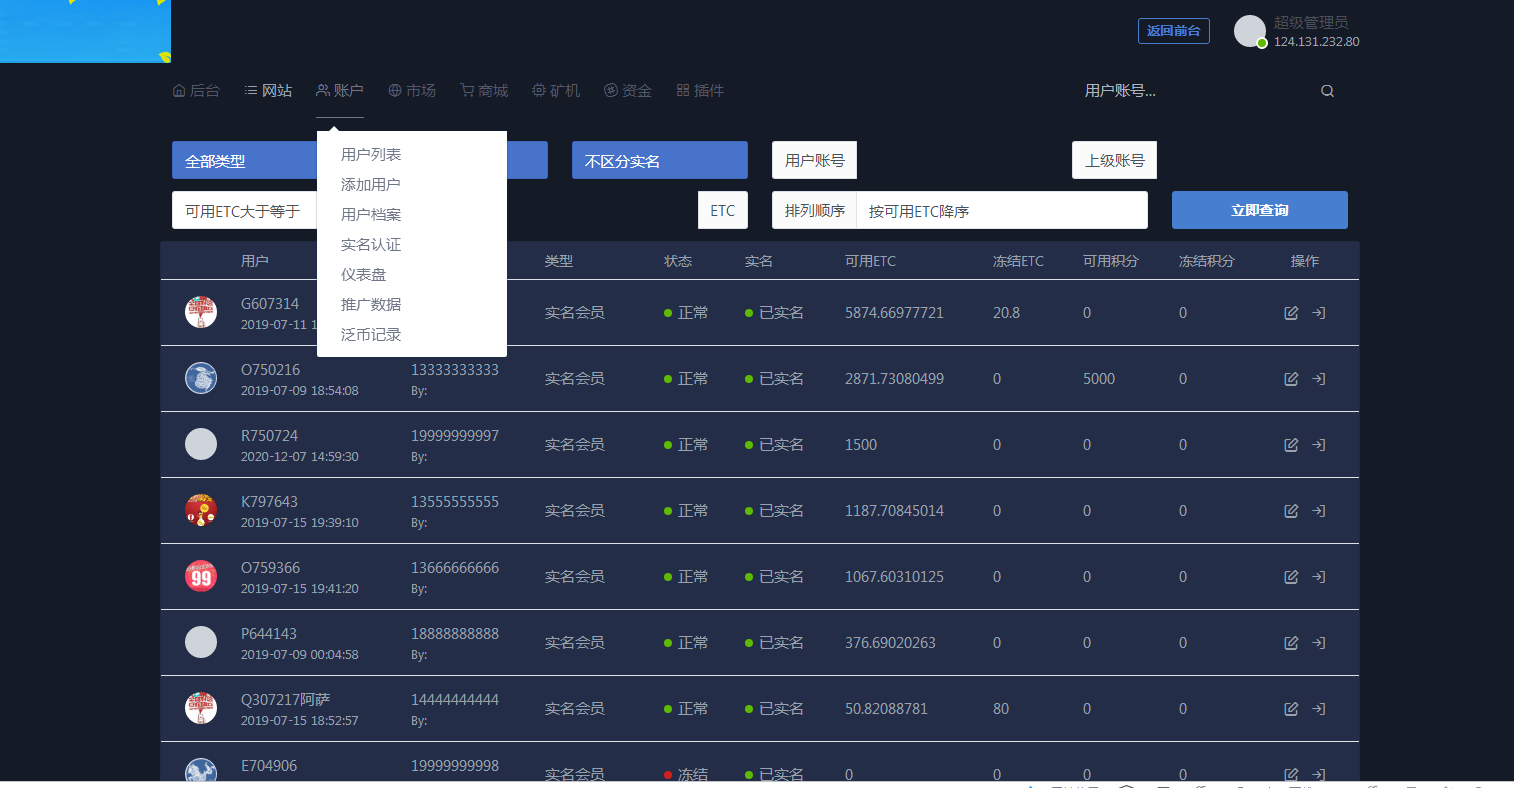 返回前台
超级管理员
124.131.232.80
后台 网站 账户 市场 商城 矿机 资金 插件
用户账号...
全部类型 不区分实名 用户账号 上级账号
可用ETC大于等于 ETC 排列顺序 按可用ETC降序 立即查询
用户列表
添加用户
用户档案
实名认证
仪表盘
推广数据
泛币记录
用户 类型 状态 实名 可用ETC 冻结ETC 可用积分 冻结积分 操作
G607314 实名会员 正常 已实名 5874.66977721 20.8 0 0
2019-07-11 1
O750216 13333333333 实名会员 正常 已实名 2871.73080499 0 5000 0
2019-07-09 18:54:08 By:
R750724 19999999997 实名会员 正常 已实名 1500 0 0 0
2020-12-07 14:59:30 By:
K797643 13555555555 实名会员 正常 已实名 1187.70845014 0 0 0
2019-07-15 19:39:10 By:
O759366 13666666666 实名会员 正常 已实名 1067.60310125 0 0 0
2019-07-15 19:41:20 By:
99
P644143 18888888888 实名会员 正常 已实名 376.69020263 0 0 0
2019-07-09 00:04:58 By:
Q307217阿萨 14444444444 实名会员 正常 已实名 50.82088781 80 0 0
2019-07-15 18:52:57 By:
E704906 19999999998 实名会员 冻结 已实名 0 0 0 0